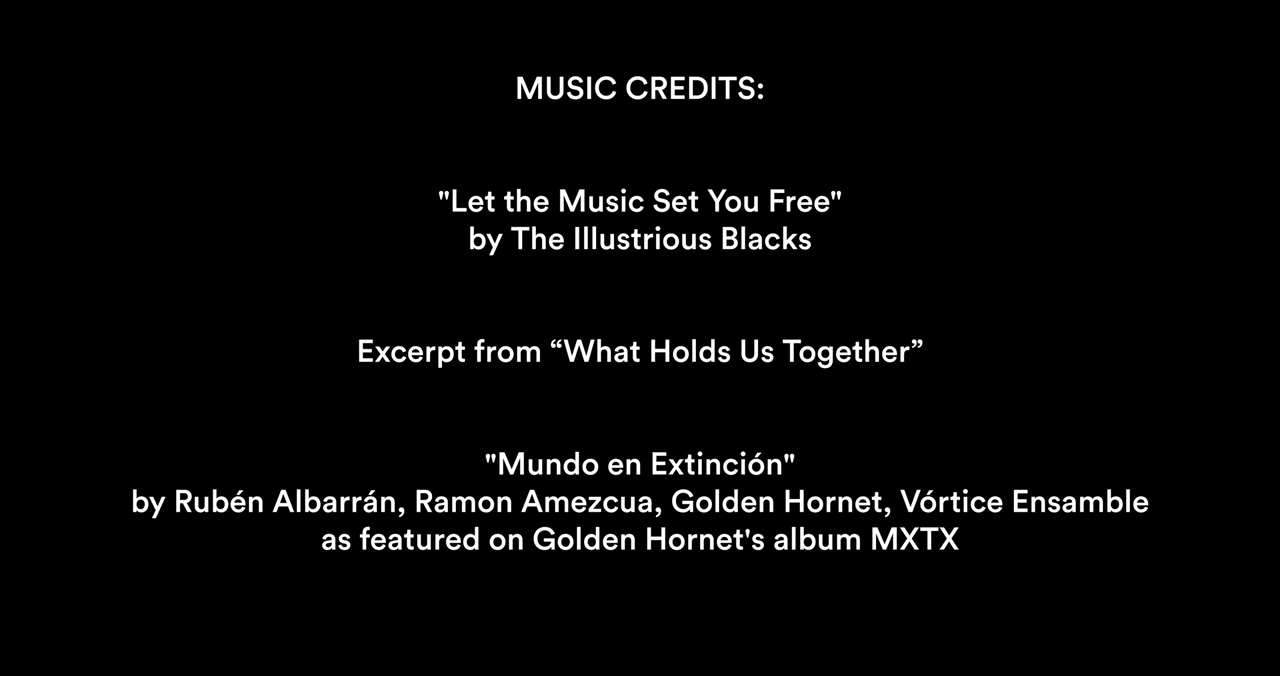 MUSIC CREDITS:
"Let the Music Set You Free"
by The Illustrious Blacks
Excerpt from “What Holds Us Together”
"Mundo en Extinción"
by Rubén Albarrán, Ramon Amezcua, Golden Hornet, Vórtice Ensamble
as featured on Golden Hornet's album MXTX